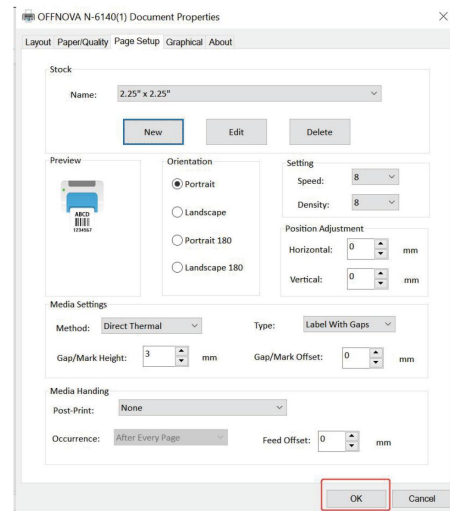 OFFNOVA N-6140(1) Document Properties
Layout Paper/Quality Page Setup Graphical About
Stock
Name: 2.25" x 2.25"
New Edit Delete
Preview
ABCD
1234567
Orientation
Portrait
Landscape
Portrait 180
Landscape 180
Setting
Speed: 8
Density: 8
Position Adjustment
Horizontal: 0 mm
Vertical: 0 mm
Media Settings
Method: Direct Thermal Type: Label With Gaps
Gap/Mark Height: 3 mm Gap/Mark Offset: 0 mm
Media Handing
Post-Print: None
Occurrence: After Every Page Feed Offset: 0 mm
OK Cancel